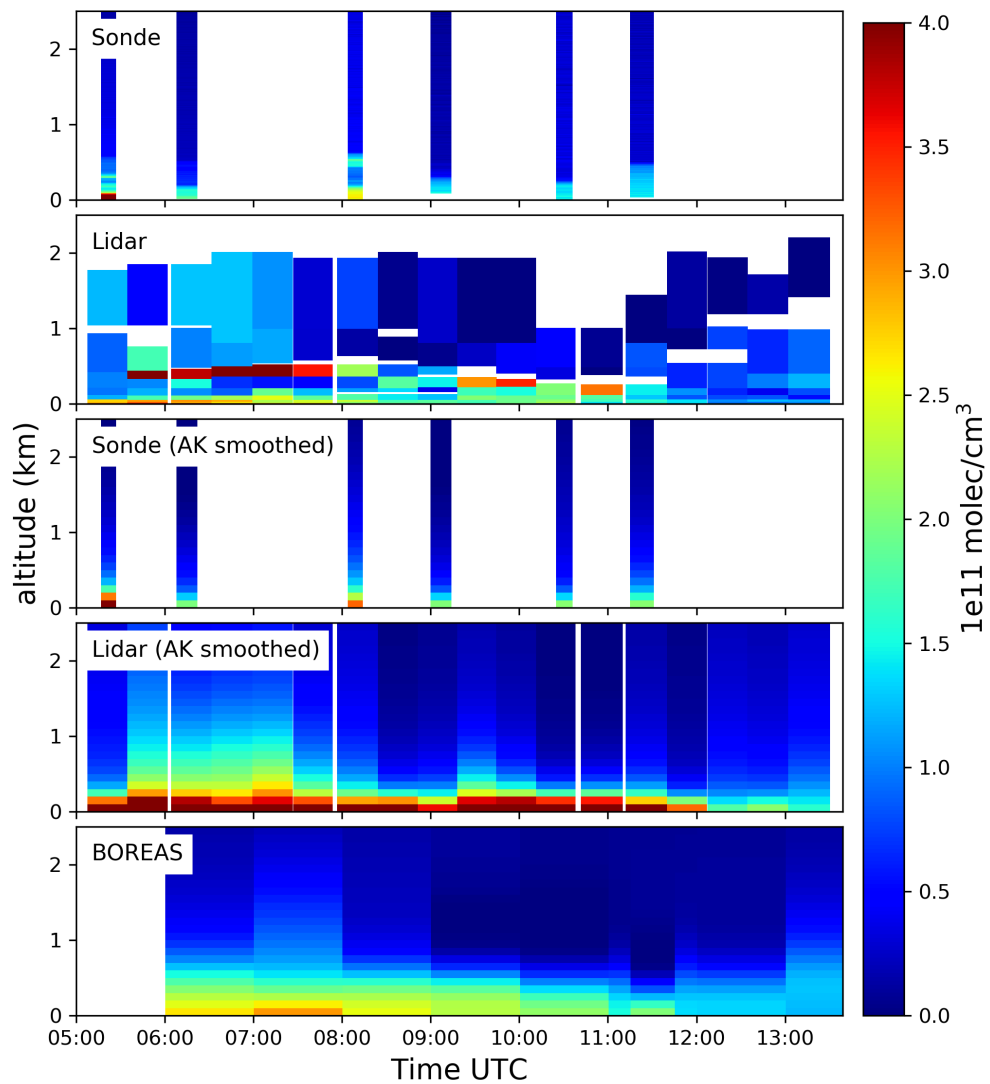 Sonde
2
1
0
Lidar
2
1
0
Sonde (AK smoothed)
2
1
0
Lidar (AK smoothed)
2
1
0
BOREAS
2
1
0
altitude (km)
05:00 06:00 07:00 08:00 09:00 10:00 11:00 12:00 13:00
Time UTC
4.0
3.5
3.0
2.5
2.0
1.5
1.0
0.5
0.0
1e11 molec/cm³